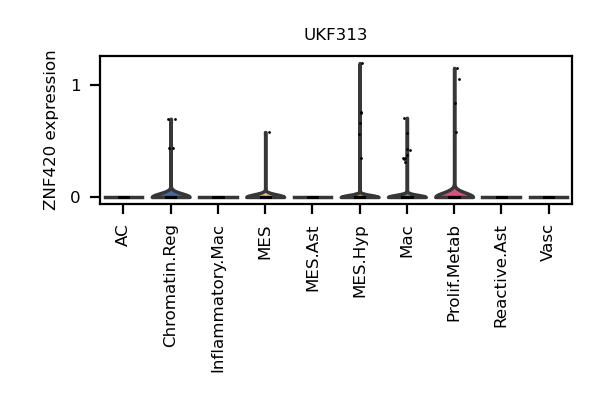 UKF313
ZNF420 expression
1
0
AC
Chromatin.Reg
Inflammatory.Mac
MES
MES.Ast
MES.Hyp
Mac
Prolif.Metab
Reactive.Ast
Vasc